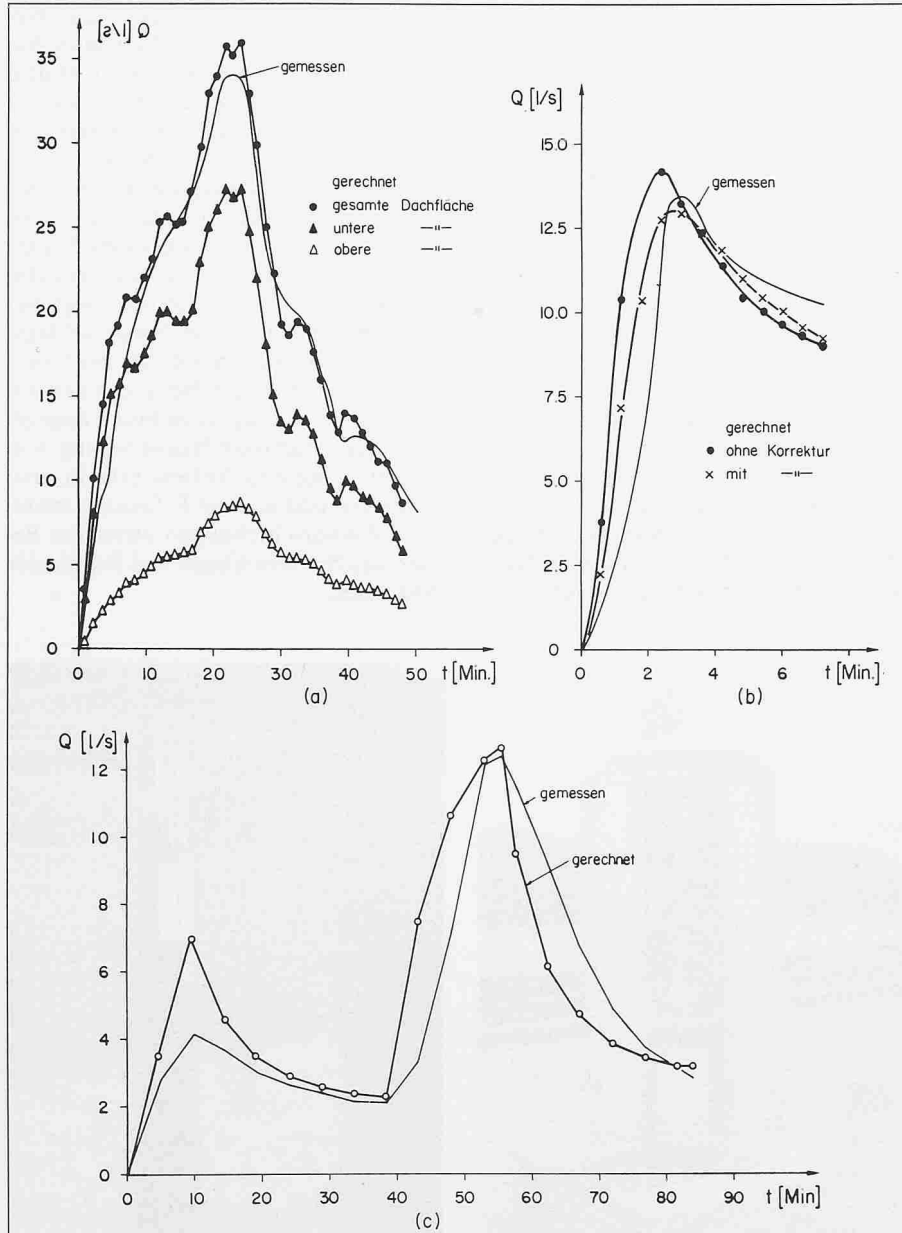 [l/s] Q
35
30
25
20
15
10
5
0
0 10 20 30 40 50
t [Min.]
gemessen
gerechnet
gesamte Dachfläche
untere —"—
obere —"—
(a)
Q [l/s]
15.0
12.5
10.0
7.5
5.0
2.5
0
0 2 4 6
t [Min.]
gemessen
gerechnet
ohne Korrektur
mit —"—
(b)
Q [l/s]
12
10
8
6
4
2
0
0 10 20 30 40 50 60 70 80 90
t [Min]
gemessen
gerechnet
(c)